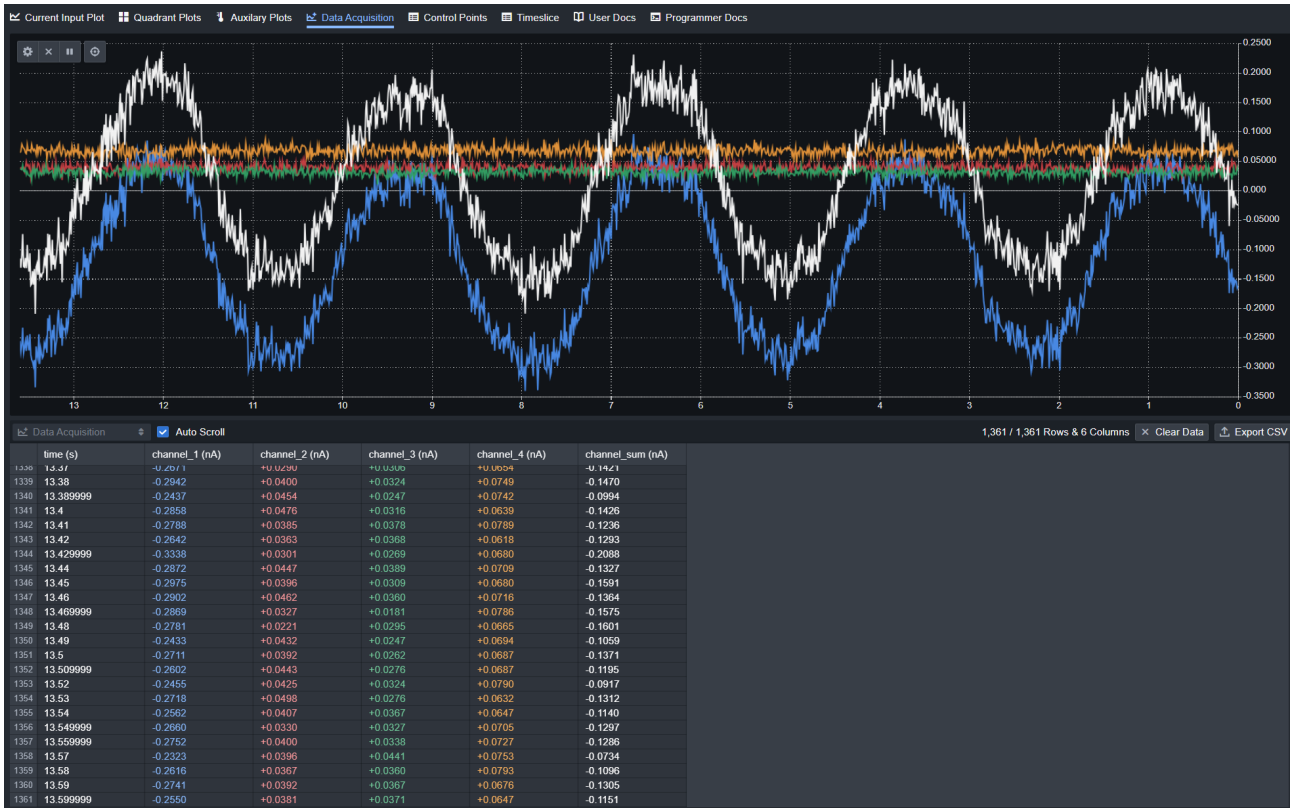 Current Input Plot Quadrant Plots Auxilary Plots Data Acquisition Control Points Timeslice User Docs Programmer Docs
0.2500
0.2000
0.1500
0.1000
0.05000
0.000
-0.05000
-0.1000
-0.1500
-0.2000
-0.2500
-0.3000
-0.3500
13 12 11 10 9 8 7 6 5 4 3 2 1 0
Data Acquisition Auto Scroll 1,361 / 1,361 Rows & 6 Columns Clear Data Export CSV
time (s) channel_1 (nA) channel_2 (nA) channel_3 (nA) channel_4 (nA) channel_sum (nA)
1338 13.37 -0.2671 +0.0290 +0.0306 +0.0654 -0.1421
1339 13.38 -0.2942 +0.0400 +0.0324 +0.0749 -0.1470
1340 13.389999 -0.2437 +0.0454 +0.0247 +0.0742 -0.0994
1341 13.4 -0.2858 +0.0476 +0.0316 +0.0639 -0.1426
1342 13.41 -0.2788 +0.0385 +0.0378 +0.0789 -0.1236
1343 13.42 -0.2642 +0.0363 +0.0368 +0.0618 -0.1293
1344 13.429999 -0.3338 +0.0301 +0.0269 +0.0680 -0.2088
1345 13.44 -0.2872 +0.0447 +0.0389 +0.0709 -0.1327
1346 13.45 -0.2975 +0.0396 +0.0309 +0.0680 -0.1591
1347 13.46 -0.2902 +0.0462 +0.0360 +0.0716 -0.1364
1348 13.469999 -0.2869 +0.0327 +0.0181 +0.0786 -0.1575
1349 13.48 -0.2781 +0.0221 +0.0295 +0.0665 -0.1601
1350 13.49 -0.2433 +0.0432 +0.0247 +0.0694 -0.1059
1351 13.5 -0.2711 +0.0392 +0.0262 +0.0687 -0.1371
1352 13.509999 -0.2602 +0.0443 +0.0276 +0.0687 -0.1195
1353 13.52 -0.2455 +0.0425 +0.0324 +0.0790 -0.0917
1354 13.53 -0.2718 +0.0498 +0.0276 +0.0632 -0.1312
1355 13.54 -0.2562 +0.0407 +0.0367 +0.0647 -0.1140
1356 13.549999 -0.2660 +0.0330 +0.0327 +0.0705 -0.1297
1357 13.559999 -0.2752 +0.0400 +0.0338 +0.0727 -0.1286
1358 13.57 -0.2323 +0.0396 +0.0441 +0.0753 -0.0734
1359 13.58 -0.2616 +0.0367 +0.0360 +0.0793 -0.1096
1360 13.59 -0.2741 +0.0392 +0.0367 +0.0676 -0.1305
1361 13.599999 -0.2550 +0.0381 +0.0371 +0.0647 -0.1151